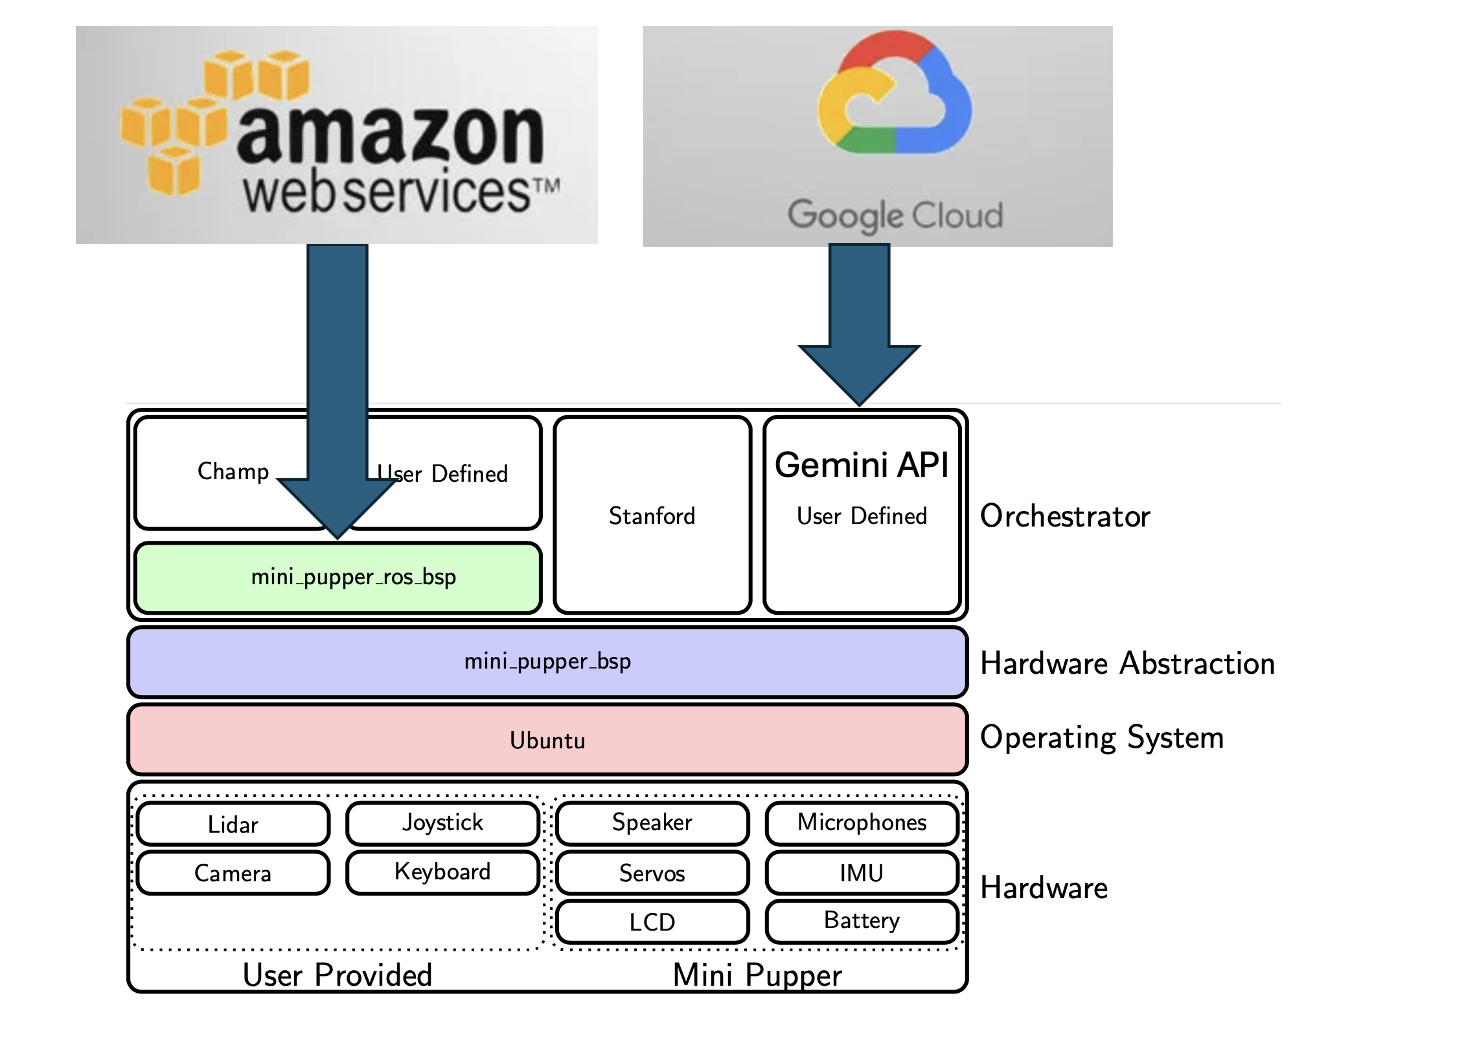 amazon
webservices™
Google Cloud
Champ
User Defined
Stanford
Gemini API
User Defined
Orchestrator
mini_pupper_ros_bsp
mini_pupper_bsp
Hardware Abstraction
Ubuntu
Operating System
Lidar
Joystick
Speaker
Microphones
Camera
Keyboard
Servos
IMU
Hardware
LCD
Battery
User Provided
Mini Pupper